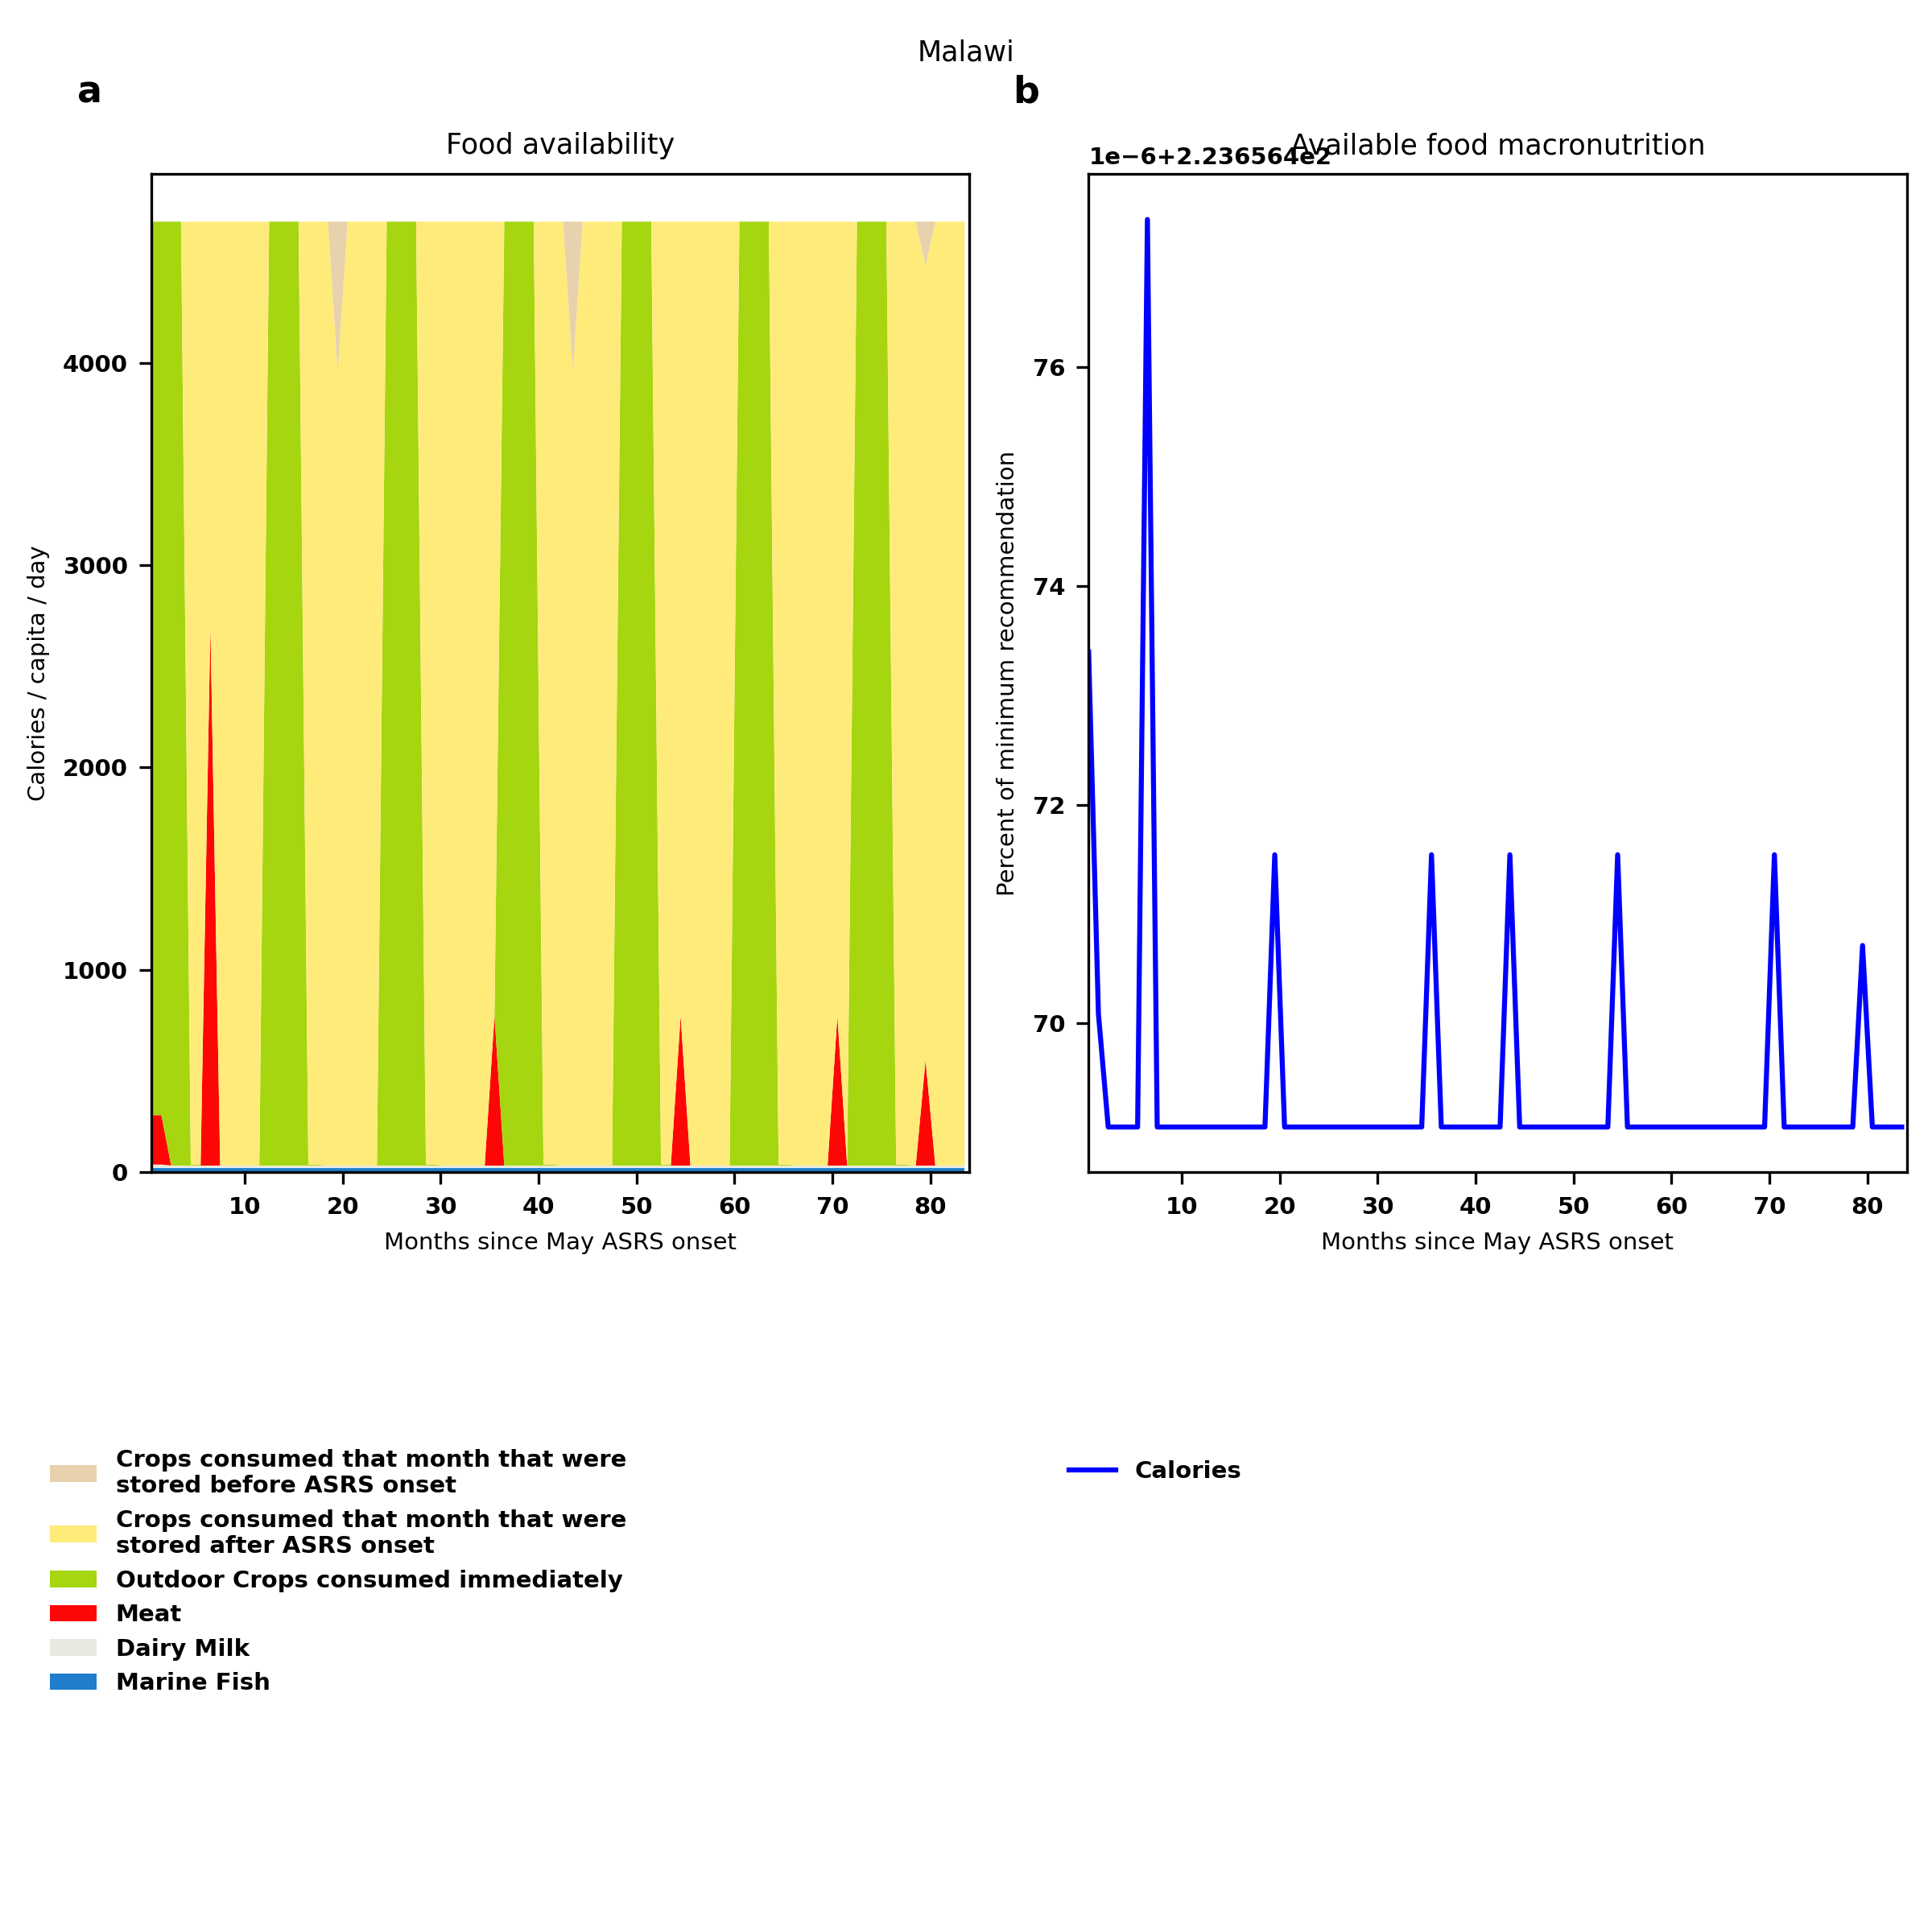 Malawi
a
Food availability
Calories / capita / day
4000
3000
2000
1000
0
10 20 30 40 50 60 70 80
Months since May ASRS onset
b
Available food macronutrition
1e−6+2.236564e2
Percent of minimum recommendation
76
74
72
70
10 20 30 40 50 60 70 80
Months since May ASRS onset
Crops consumed that month that were
stored before ASRS onset
Crops consumed that month that were
stored after ASRS onset
Outdoor Crops consumed immediately
Meat
Dairy Milk
Marine Fish
Calories